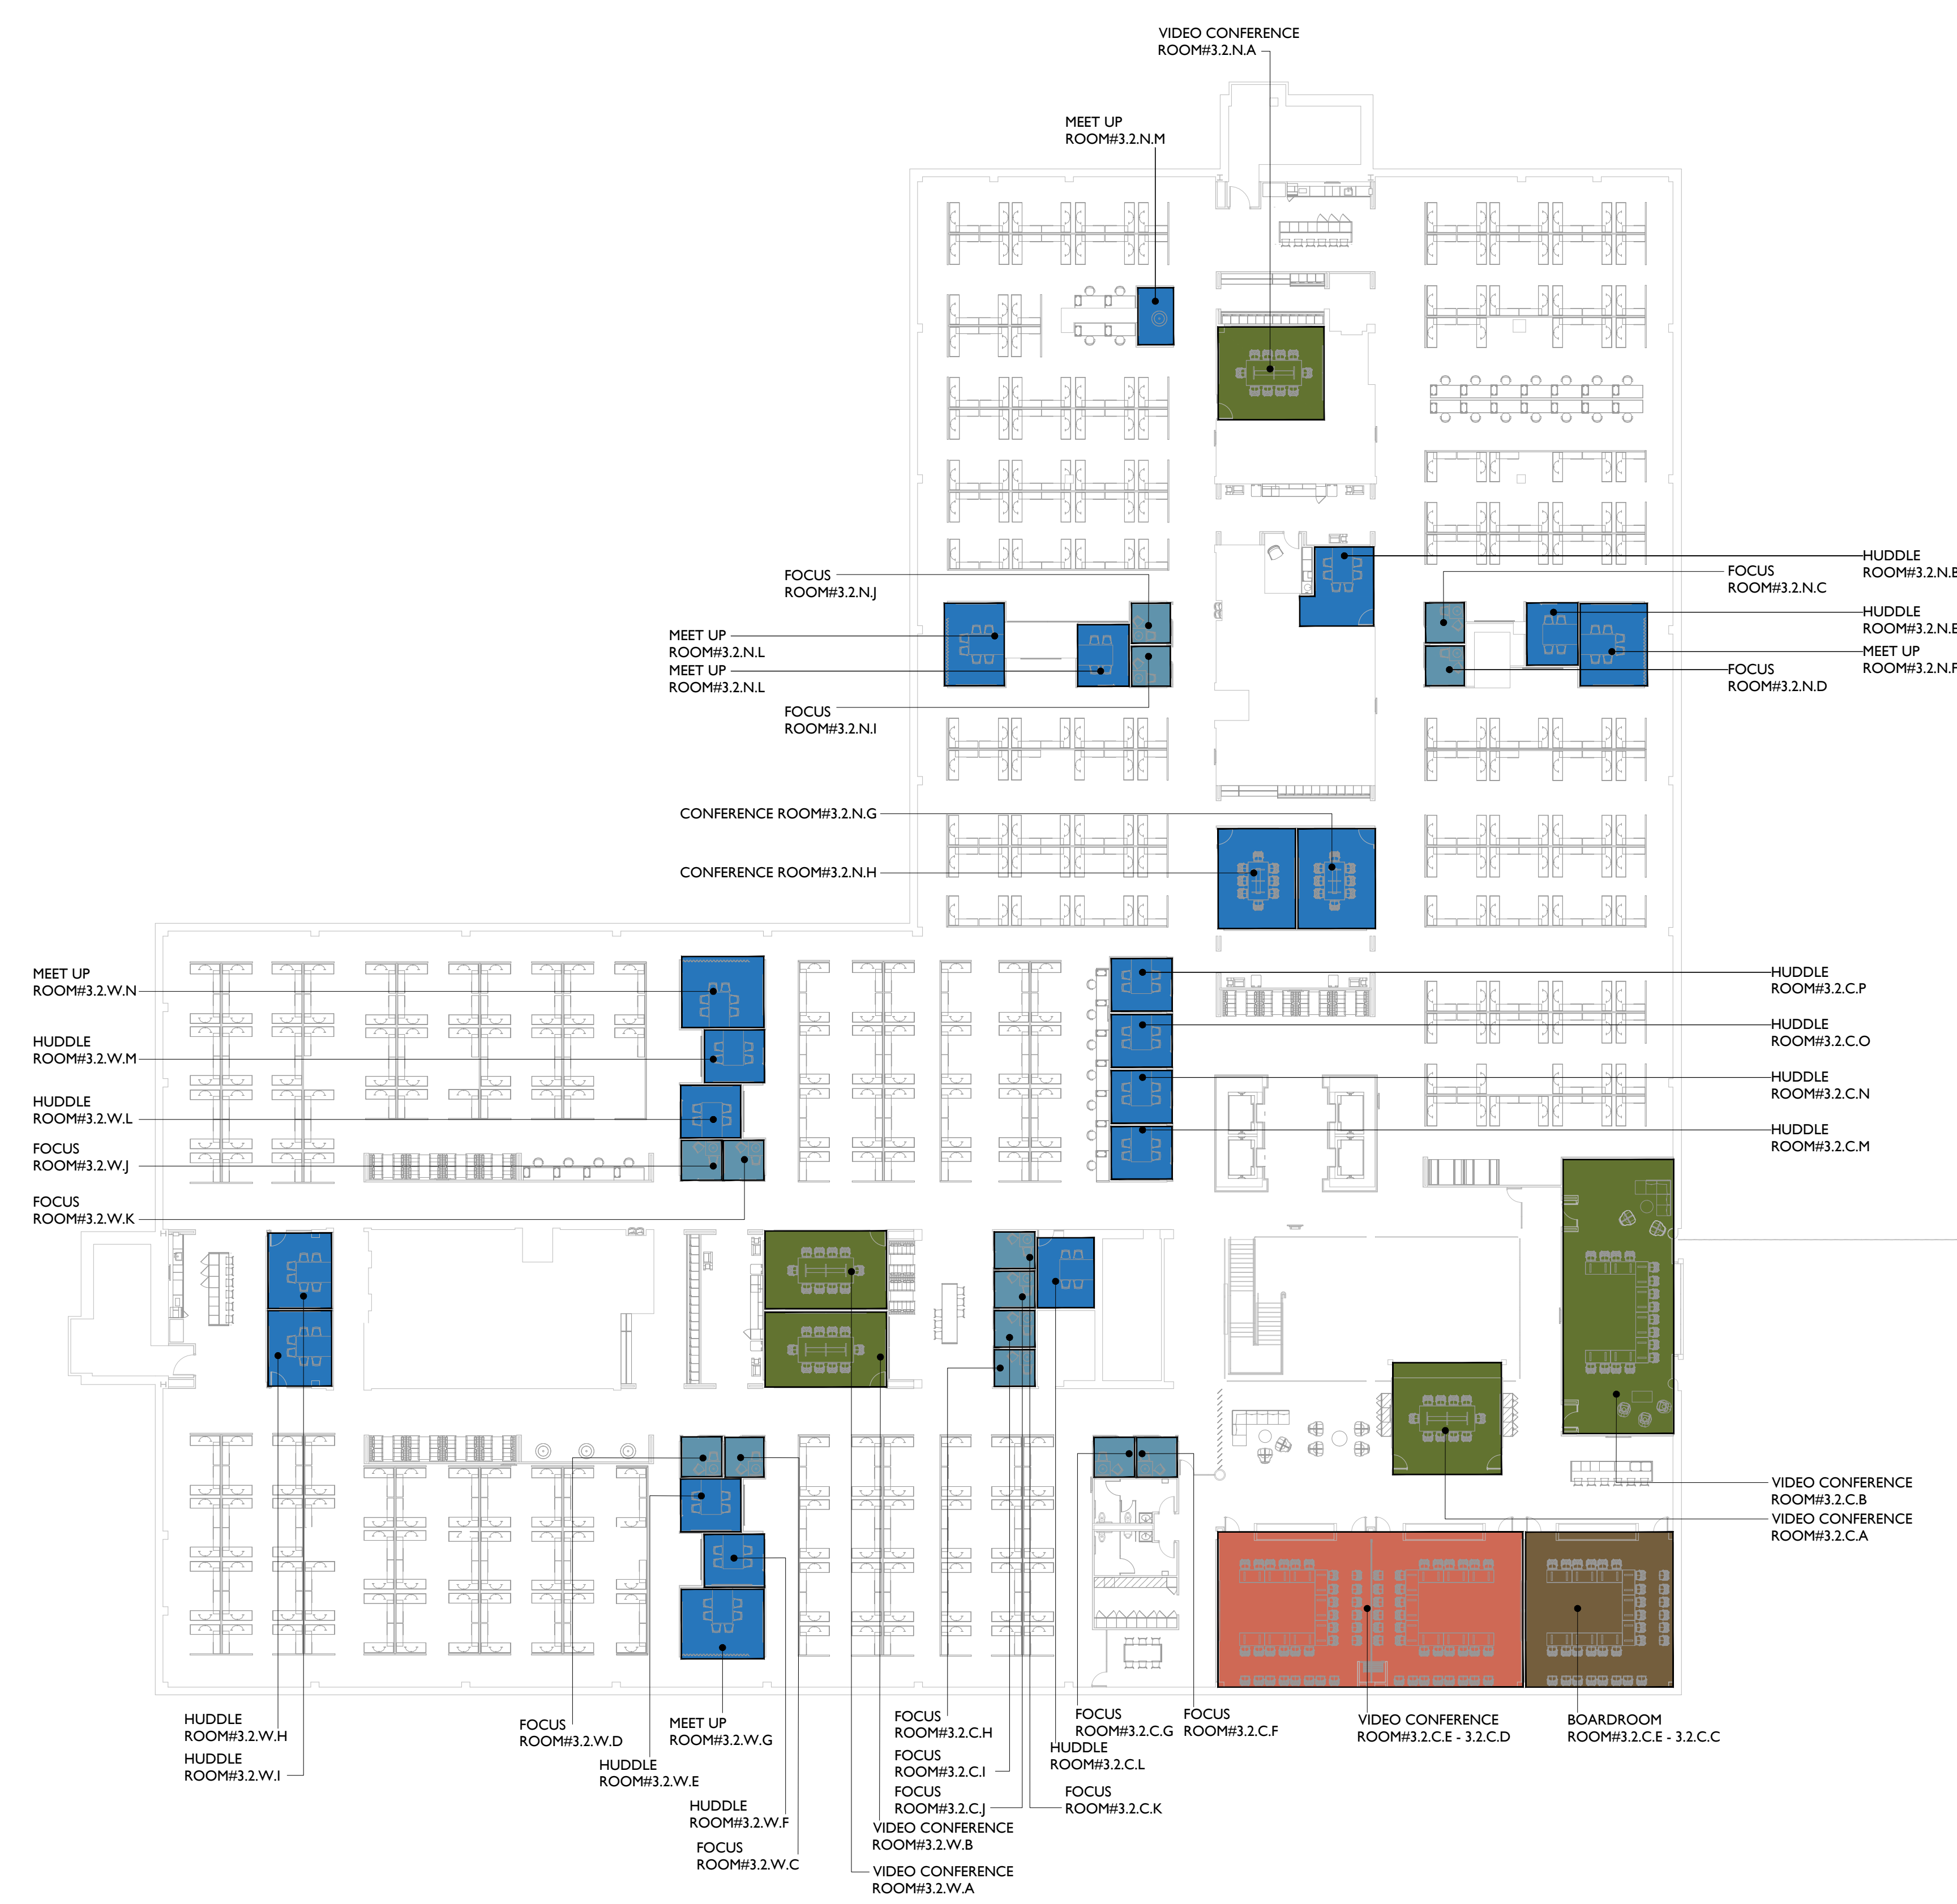 VIDEO CONFERENCE
ROOM#3.2.N.A
MEET UP
ROOM#3.2.N.M
HUDDLE
ROOM#3.2.N.B
FOCUS
ROOM#3.2.N.C
FOCUS
ROOM#3.2.N.J
HUDDLE
ROOM#3.2.N.E
MEET UP
ROOM#3.2.N.L
MEET UP
ROOM#3.2.N.L
MEET UP
ROOM#3.2.N.F
FOCUS
ROOM#3.2.N.D
FOCUS
ROOM#3.2.N.I
CONFERENCE ROOM#3.2.N.G
CONFERENCE ROOM#3.2.N.H
MEET UP
ROOM#3.2.W.N
HUDDLE
ROOM#3.2.W.M
HUDDLE
ROOM#3.2.W.L
FOCUS
ROOM#3.2.W.J
FOCUS
ROOM#3.2.W.K
HUDDLE
ROOM#3.2.C.P
HUDDLE
ROOM#3.2.C.O
HUDDLE
ROOM#3.2.C.N
HUDDLE
ROOM#3.2.C.M
VIDEO CONFERENCE
ROOM#3.2.C.B
VIDEO CONFERENCE
ROOM#3.2.C.A
HUDDLE
ROOM#3.2.W.H
HUDDLE
ROOM#3.2.W.I
FOCUS
ROOM#3.2.W.D
HUDDLE
ROOM#3.2.W.E
MEET UP
ROOM#3.2.W.G
HUDDLE
ROOM#3.2.W.F
FOCUS
ROOM#3.2.W.C
FOCUS
ROOM#3.2.C.H
FOCUS
ROOM#3.2.C.I
FOCUS
ROOM#3.2.C.J
VIDEO CONFERENCE
ROOM#3.2.W.B
VIDEO CONFERENCE
ROOM#3.2.W.A
FOCUS
ROOM#3.2.C.G
FOCUS
ROOM#3.2.C.F
HUDDLE
ROOM#3.2.C.L
FOCUS
ROOM#3.2.C.K
VIDEO CONFERENCE
ROOM#3.2.C.E - 3.2.C.D
BOARDROOM
ROOM#3.2.C.E - 3.2.C.C